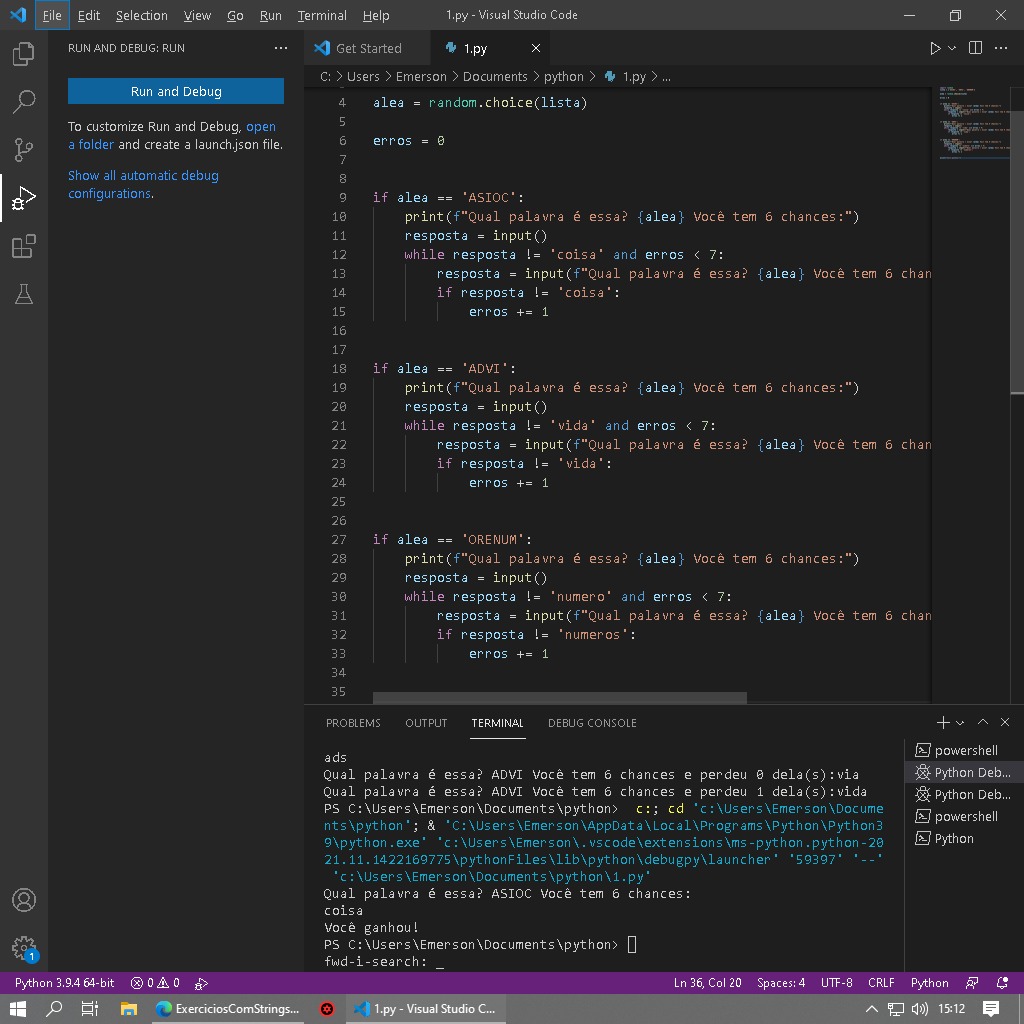 File Edit Selection View Go Run Terminal Help 1.py - Visual Studio Code
RUN AND DEBUG: RUN ...
Get Started 1.py
Run and Debug
To customize Run and Debug, open
a folder and create a launch.json file.
Show all automatic debug
configurations.
C: > Users > Emerson > Documents > python > 1.py > ...
4 alea = random.choice(lista)
5
6 erros = 0
7
8
9 if alea == 'ASIOC':
10 print(f"Qual palavra é essa? {alea} Você tem 6 chances:")
11 resposta = input()
12 while resposta != 'coisa' and erros < 7:
13 resposta = input(f"Qual palavra é essa? {alea} Você tem 6 chan
14 if resposta != 'coisa':
15 erros += 1
16
17
18 if alea == 'ADVI':
19 print(f"Qual palavra é essa? {alea} Você tem 6 chances:")
20 resposta = input()
21 while resposta != 'vida' and erros < 7:
22 resposta = input(f"Qual palavra é essa? {alea} Você tem 6 chan
23 if resposta != 'vida':
24 erros += 1
25
26
27 if alea == 'ORENUM':
28 print(f"Qual palavra é essa? {alea} Você tem 6 chances:")
29 resposta = input()
30 while resposta != 'numero' and erros < 7:
31 resposta = input(f"Qual palavra é essa? {alea} Você tem 6 chan
32 if resposta != 'numeros':
33 erros += 1
34
35
PROBLEMS OUTPUT TERMINAL DEBUG CONSOLE
ads
Qual palavra é essa? ADVI Você tem 6 chances e perdeu 0 dela(s):via
Qual palavra é essa? ADVI Você tem 6 chances e perdeu 1 dela(s):vida
PS C:\Users\Emerson\Documents\python> c:; cd 'c:\Users\Emerson\Docume
nts\python'; & 'C:\Users\Emerson\AppData\Local\Programs\Python\Python3
9\python.exe' 'c:\Users\Emerson\.vscode\extensions\ms-python.python-20
21.11.1422169775\pythonFiles\lib\python\debugpy\launcher' '59397' '--'
'c:\Users\Emerson\Documents\python\1.py'
Qual palavra é essa? ASIOC Você tem 6 chances:
coisa
Você ganhou!
PS C:\Users\Emerson\Documents\python>
fwd-i-search: _
powershell
Python Deb...
Python Deb...
powershell
Python
1
Python 3.9.4 64-bit 0 0 Ln 36, Col 20 Spaces: 4 UTF-8 CRLF Python
ExerciciosComStrings... 1.py - Visual Studio C... 15:12